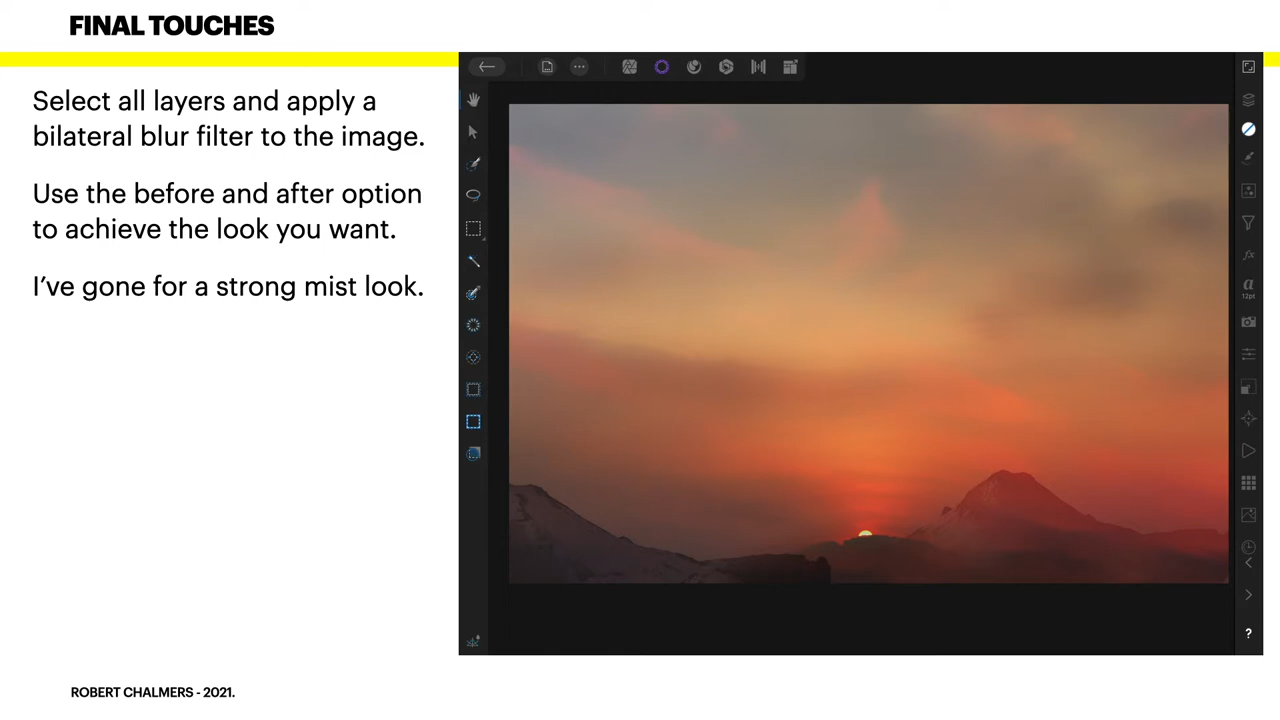 FINAL TOUCHES
Select all layers and apply a
bilateral blur filter to the image.
Use the before and after option
to achieve the look you want.
I’ve gone for a strong mist look.
a
12pt
?
ROBERT CHALMERS - 2021.